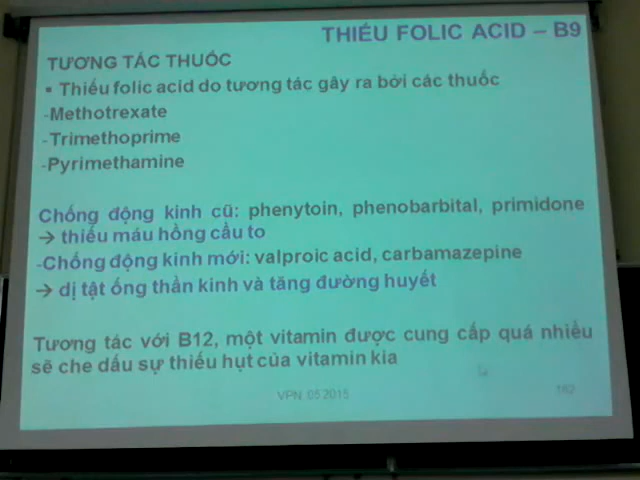 THIẾU FOLIC ACID – B9
TƯƠNG TÁC THUỐC
▪ Thiếu folic acid do tương tác gây ra bởi các thuốc
-Methotrexate
-Trimethoprime
-Pyrimethamine
Chống động kinh cũ: phenytoin, phenobarbital, primidone
→ thiếu máu hồng cầu to
-Chống động kinh mới: valproic acid, carbamazepine
→ dị tật ống thần kinh và tăng đường huyết
Tương tác với B12, một vitamin được cung cấp quá nhiều
sẽ che dấu sự thiếu hụt của vitamin kia
VPN 05 2015
162